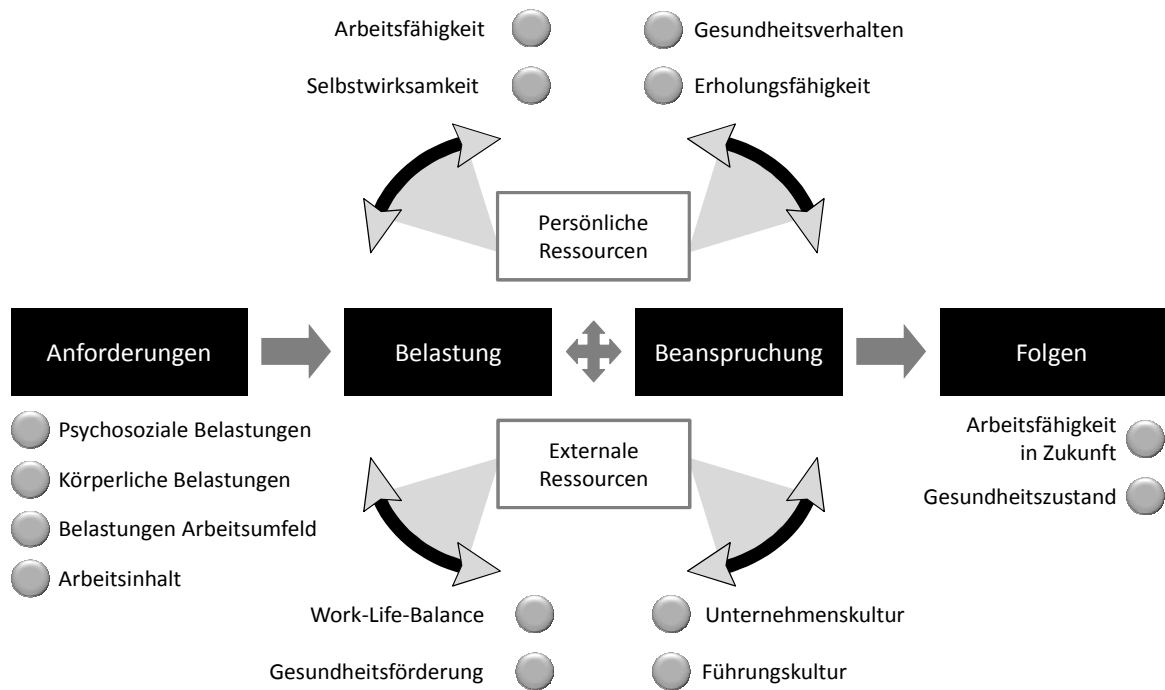 Arbeitsfähigkeit
Gesundheitsverhalten
Selbstwirksamkeit
Erholungsfähigkeit
Persönliche
Ressourcen
Anforderungen
Belastung
Beanspruchung
Folgen
Psychosoziale Belastungen
Körperliche Belastungen
Belastungen Arbeitsumfeld
Arbeitsinhalt
Externale
Ressourcen
Arbeitsfähigkeit
in Zukunft
Gesundheitszustand
Work-Life-Balance
Unternehmenskultur
Gesundheitsförderung
Führungskultur